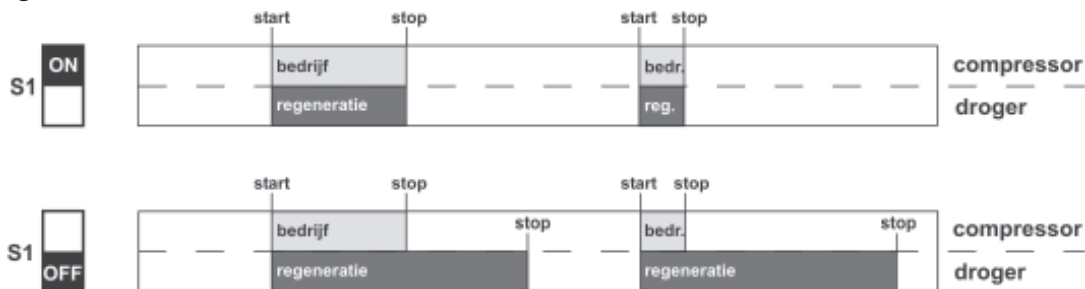 start stop start stop
ON bedrijf bedr. compressor
S1
regeneratie reg. droger
start stop start stop
stop
bedrijf bedr. compressor
S1
OFF regeneratie regeneratie droger